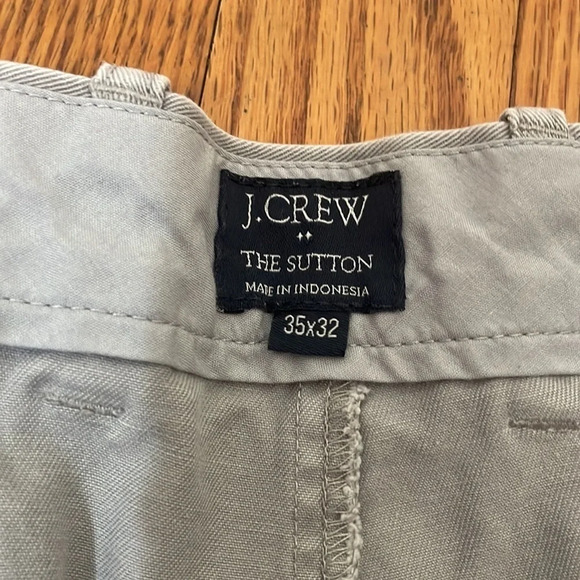 J.CREW
THE SUTTON
MADE IN INDONESIA
35x32